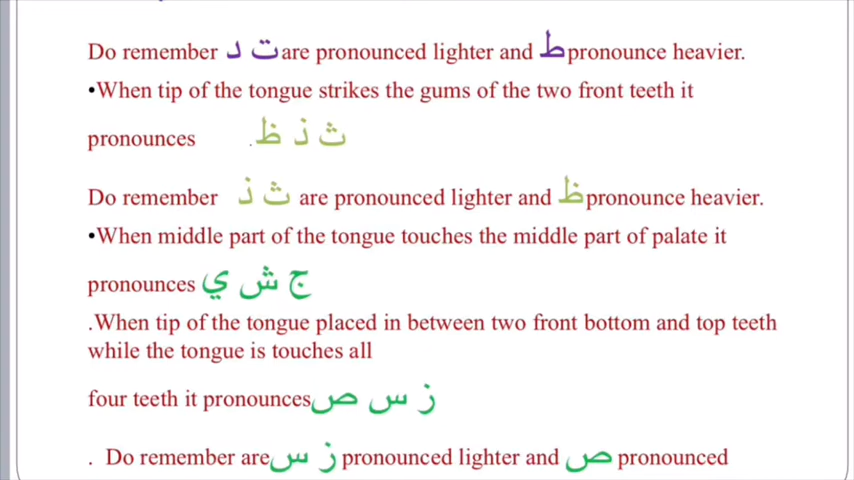 Do remember ت د are pronounced lighter and ط pronounce heavier.
•When tip of the tongue strikes the gums of the two front teeth it
pronounces ث ذ ظ.
Do remember ث ذ are pronounced lighter and ظ pronounce heavier.
•When middle part of the tongue touches the middle part of palate it
pronounces ج ش ي
.When tip of the tongue placed in between two front bottom and top teeth
while the tongue is touches all
four teeth it pronounces ز س ص
. Do remember are ز س pronounced lighter and ص pronounced